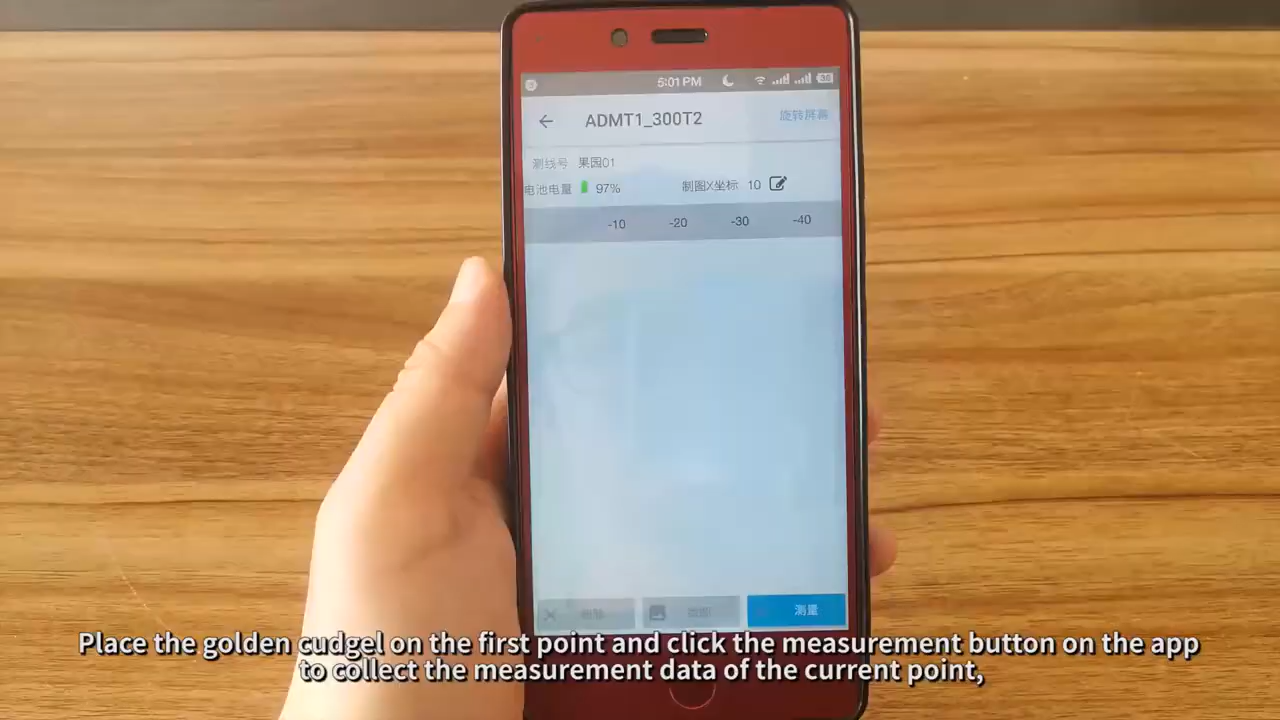 5:01 PM 36
ADMT1_300T2 旋转屏幕
测线号 果园01
电池电量 97% 制图X坐标 10
-10 -20 -30 -40
测量
Place the golden cudgel on the first point and click the measurement button on the app
to collect the measurement data of the current point,